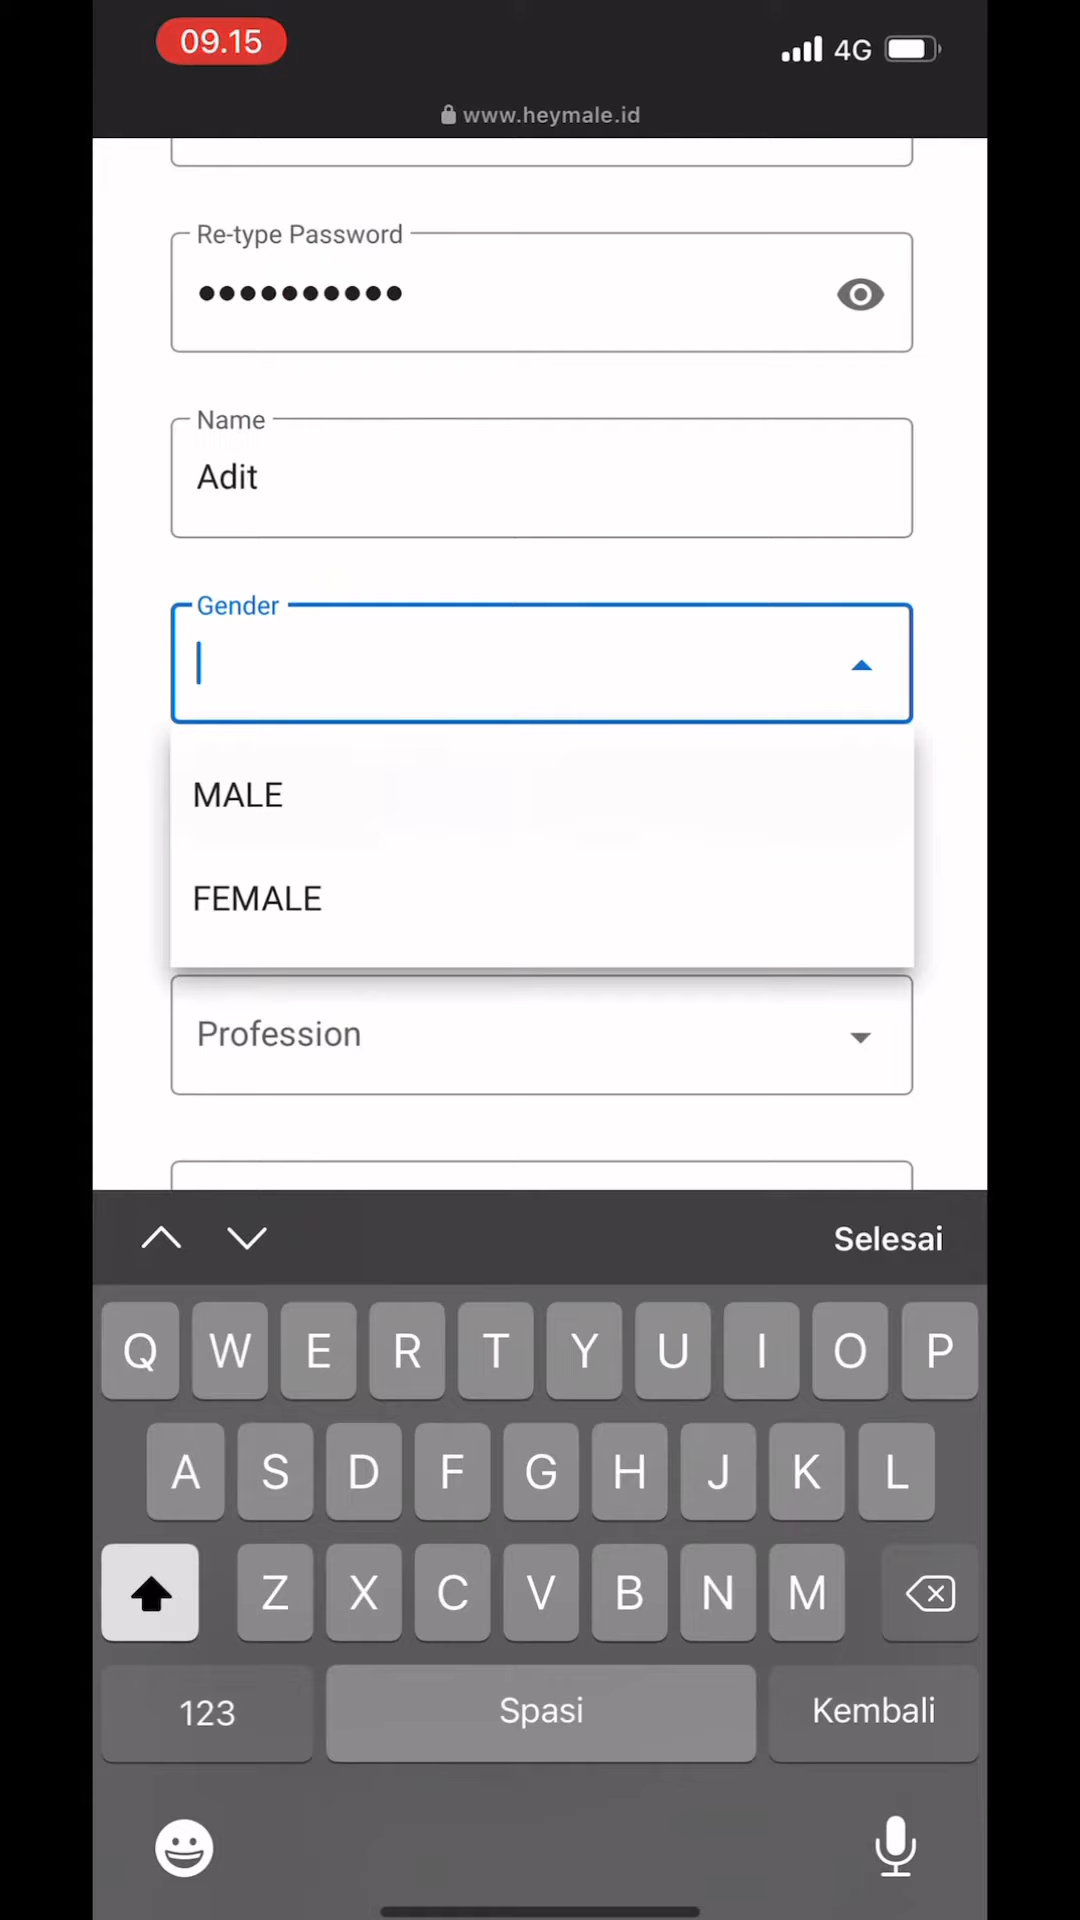 09.15
4G
www.heymale.id
Re-type Password
••••••••••
Name
Adit
Gender
MALE
FEMALE
Profession
Selesai
Q W E R T Y U I O P
A S D F G H J K L
Z X C V B N M
123 Spasi Kembali